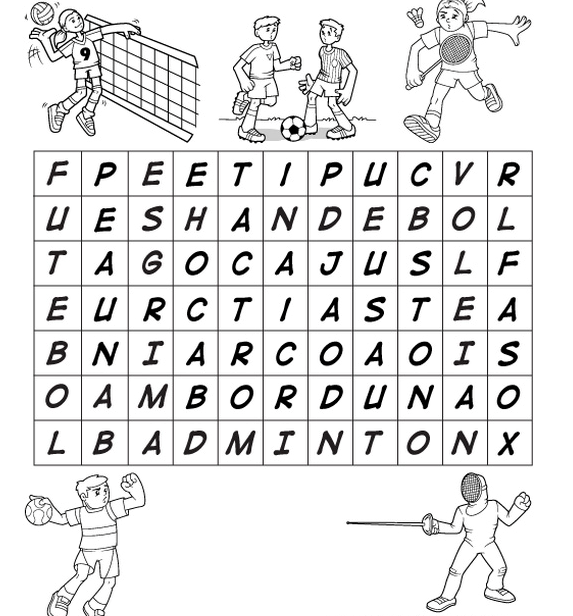 9
F P E E T I P U C V R
U E S H A N D E B O L
T A G O C A J U S L F
E U R C T I A S T E A
B N I A R C O A O I S
O A M B O R D U N A O
L B A D M I N T O N X